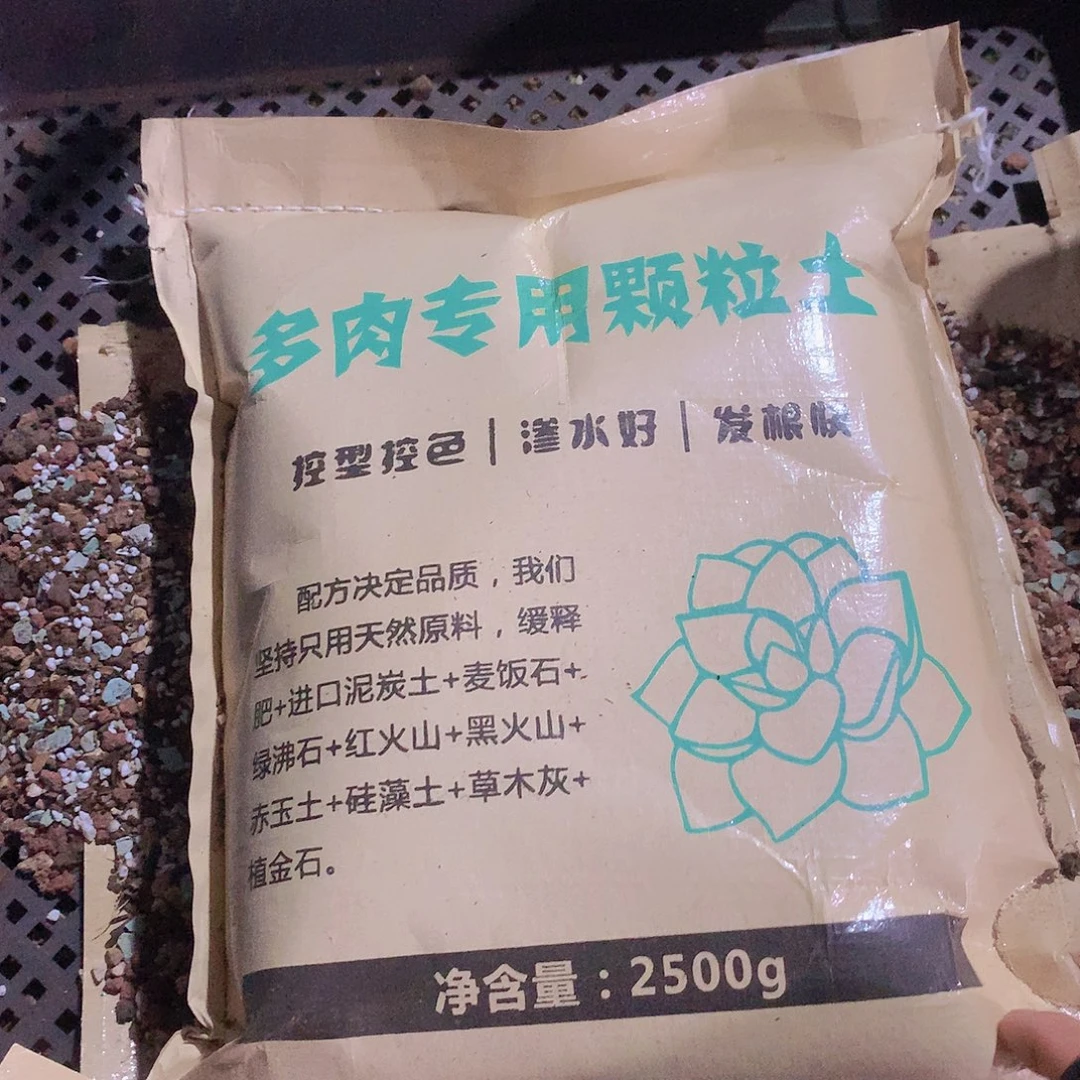 多肉专用颗粒土
控型控色|渗水好|发根快
配方决定品质，我们
坚持只用天然原料，缓释
肥+进口泥炭土+麦饭石+
绿沸石+红火山+黑火山+
赤玉土+硅藻土+草木灰+
植金石。
净含量：2500g